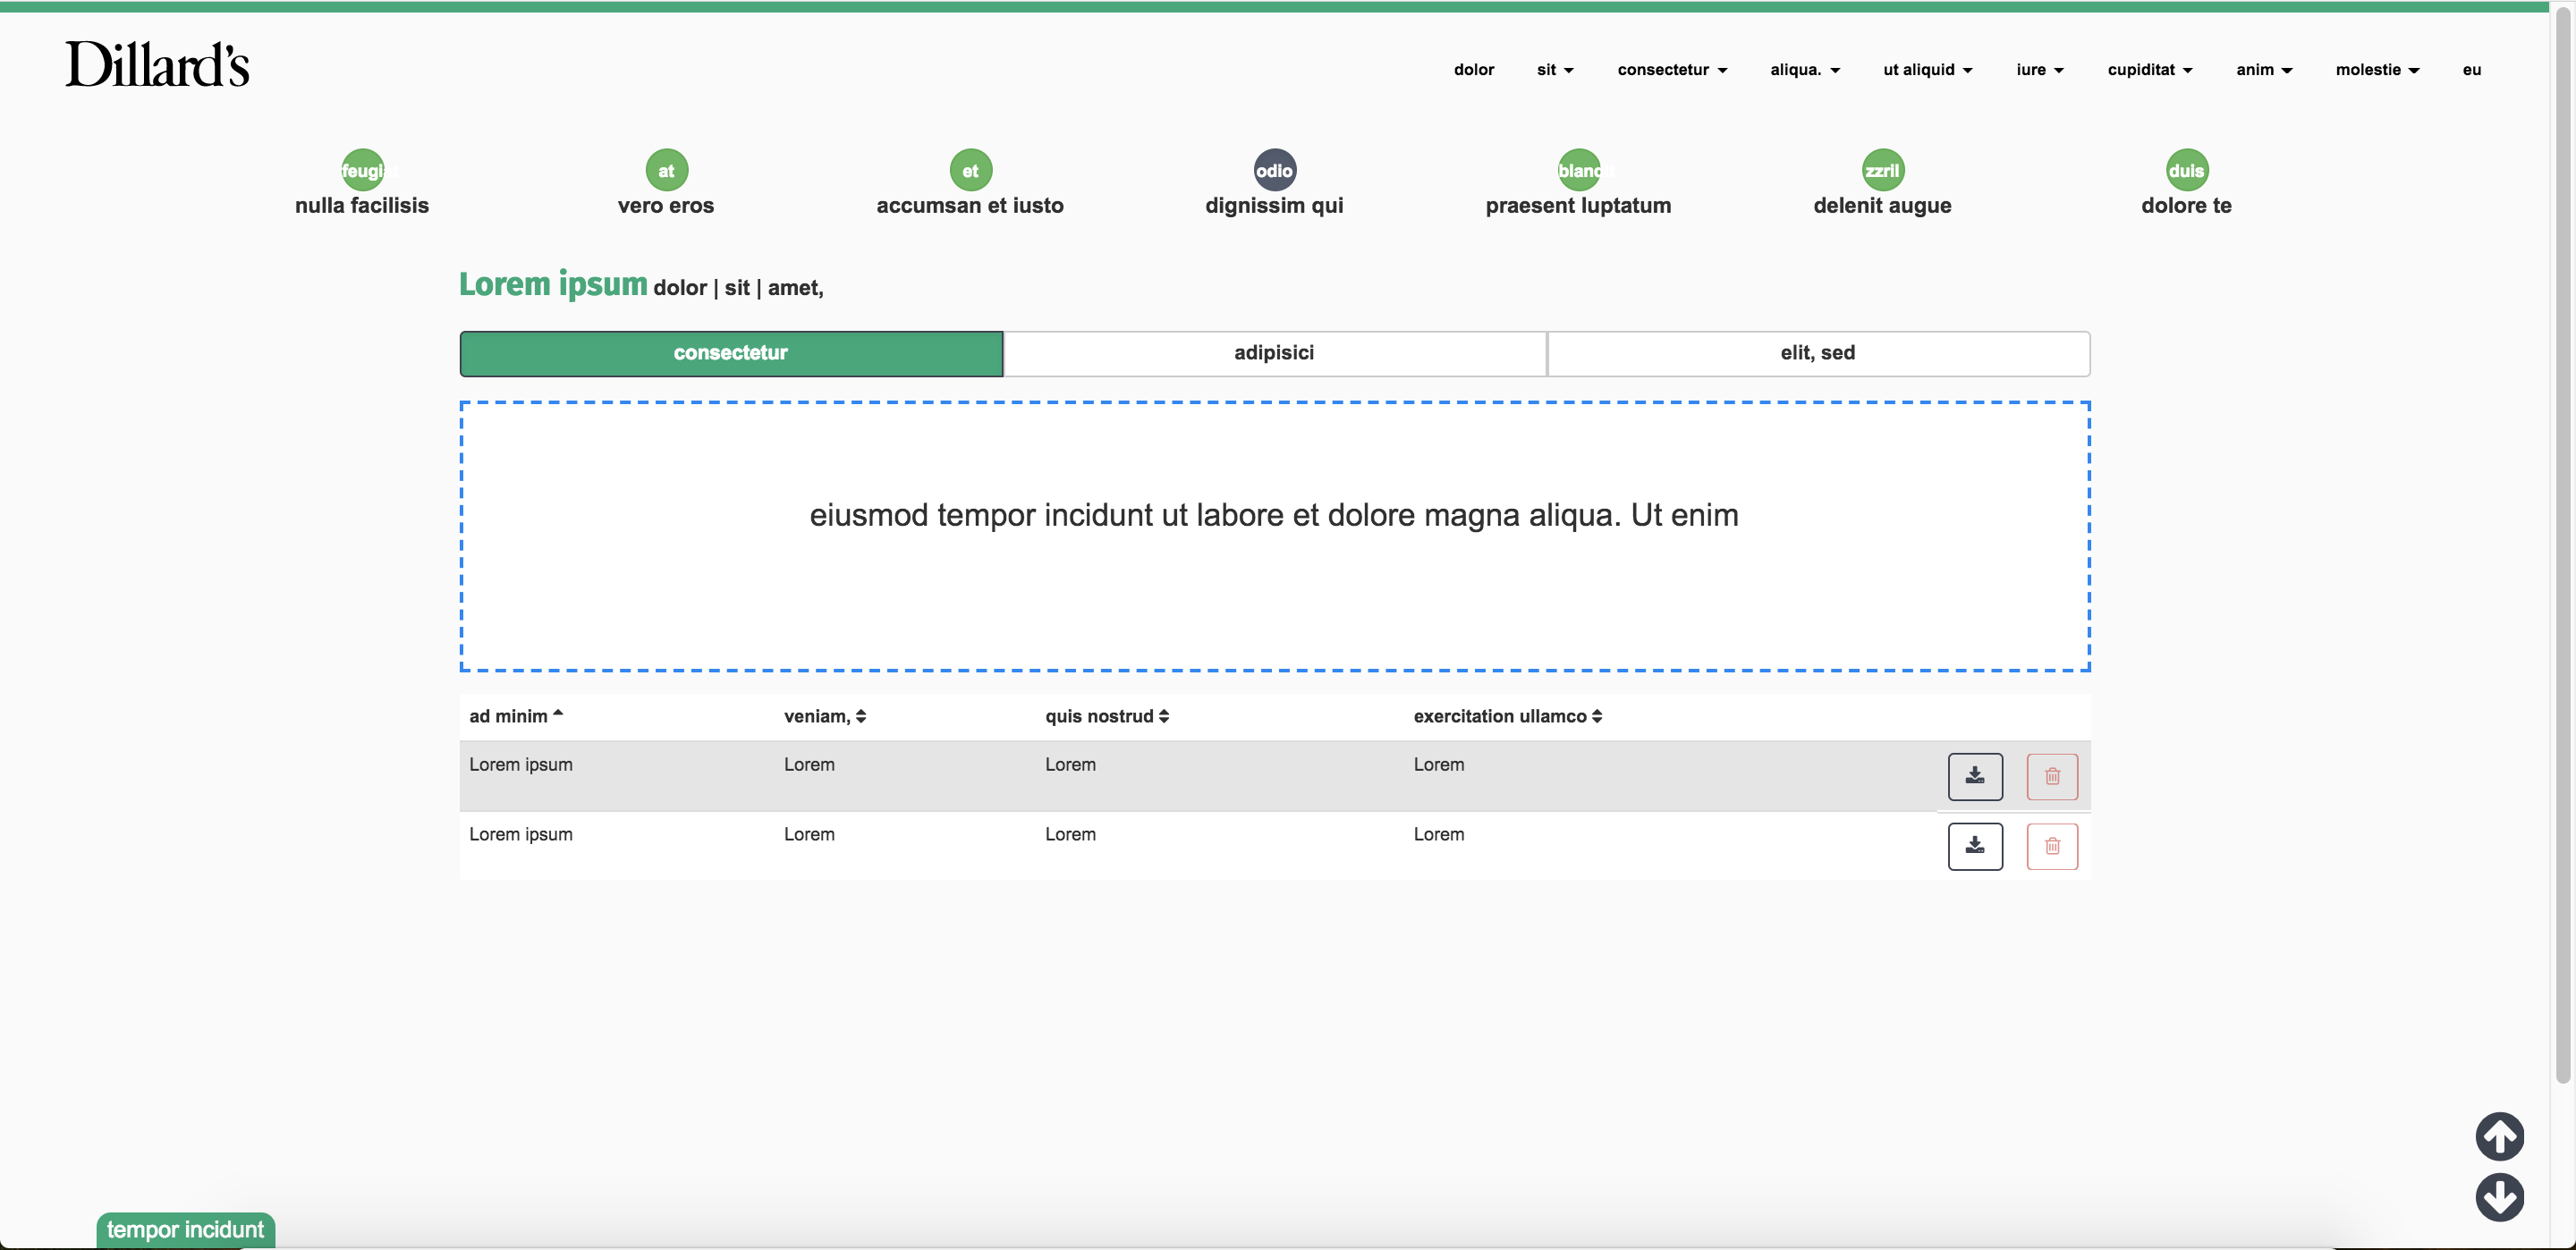 Dillard's
dolor sit consectetur aliqua. ut aliquid iure cupiditat anim molestie eu
feugi at et odio bland zzril duis
nulla facilisis vero eros accumsan et iusto dignissim qui praesent luptatum delenit augue dolore te
Lorem ipsum dolor | sit | amet,
consectetur adipisici elit, sed
eiusmod tempor incidunt ut labore et dolore magna aliqua. Ut enim
ad minim veniam, quis nostrud exercitation ullamco
Lorem ipsum Lorem Lorem Lorem
Lorem ipsum Lorem Lorem Lorem
tempor incidunt